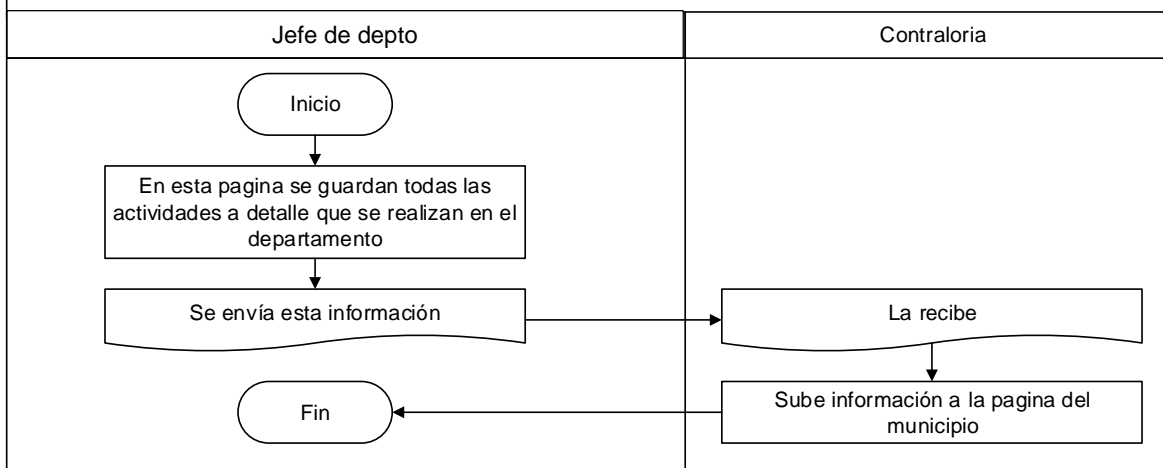 Jefe de depto
Contraloria
Inicio
En esta pagina se guardan todas las
actividades a detalle que se realizan en el
departamento
Se envía esta información
La recibe
Sube información a la pagina del
municipio
Fin